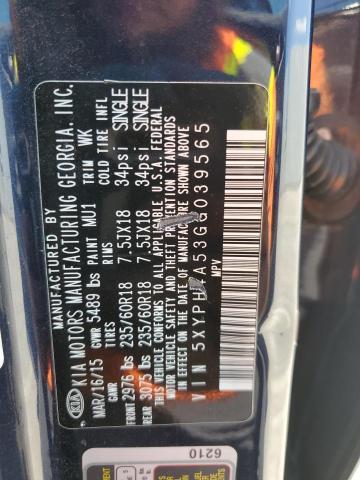 MANUFACTURED BY
KIA KIA MOTORS MANUFACTURING GEORGIA, INC.
MAR/16/15 GVWR 5489 lbs PAINT MU1 TRIM WK
GAWR TIRES RIMS COLD TIRE INFL
FRONT 2976 lbs 235/60R18 7.5JX18 34psi SINGLE
REAR 3075 lbs 235/60R18 7.5JX18 34psi SINGLE
THIS VEHICLE CONFORMS TO ALL APPLICABLE U.S.A. FEDERAL
MOTOR VEHICLE SAFETY AND THEFT PREVENTION STANDARDS
IN EFFECT ON THE DATE OF MANUFACTURE SHOWN ABOVE
VIN 5XYPH A53GG039565
MPV
6210